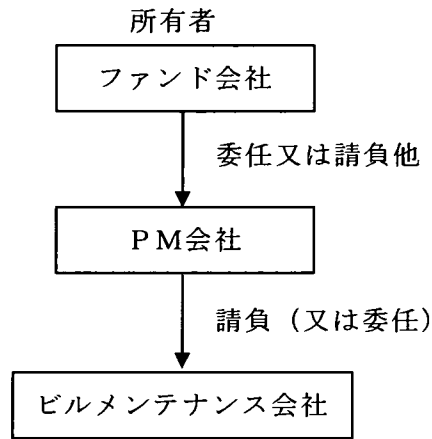 所有者
ファンド会社
委任又は請負他
PM会社
請負（又は委任）
ビルメンテナンス会社